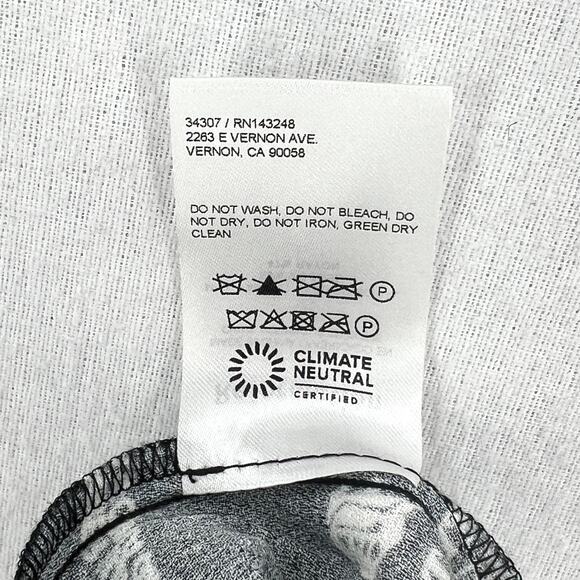 34307 / RN143248
2263 E VERNON AVE.
VERNON, CA 90058
DO NOT WASH, DO NOT BLEACH, DO
NOT DRY, DO NOT IRON, GREEN DRY
CLEAN
P
P
CLIMATE
NEUTRAL
CERTIFIED